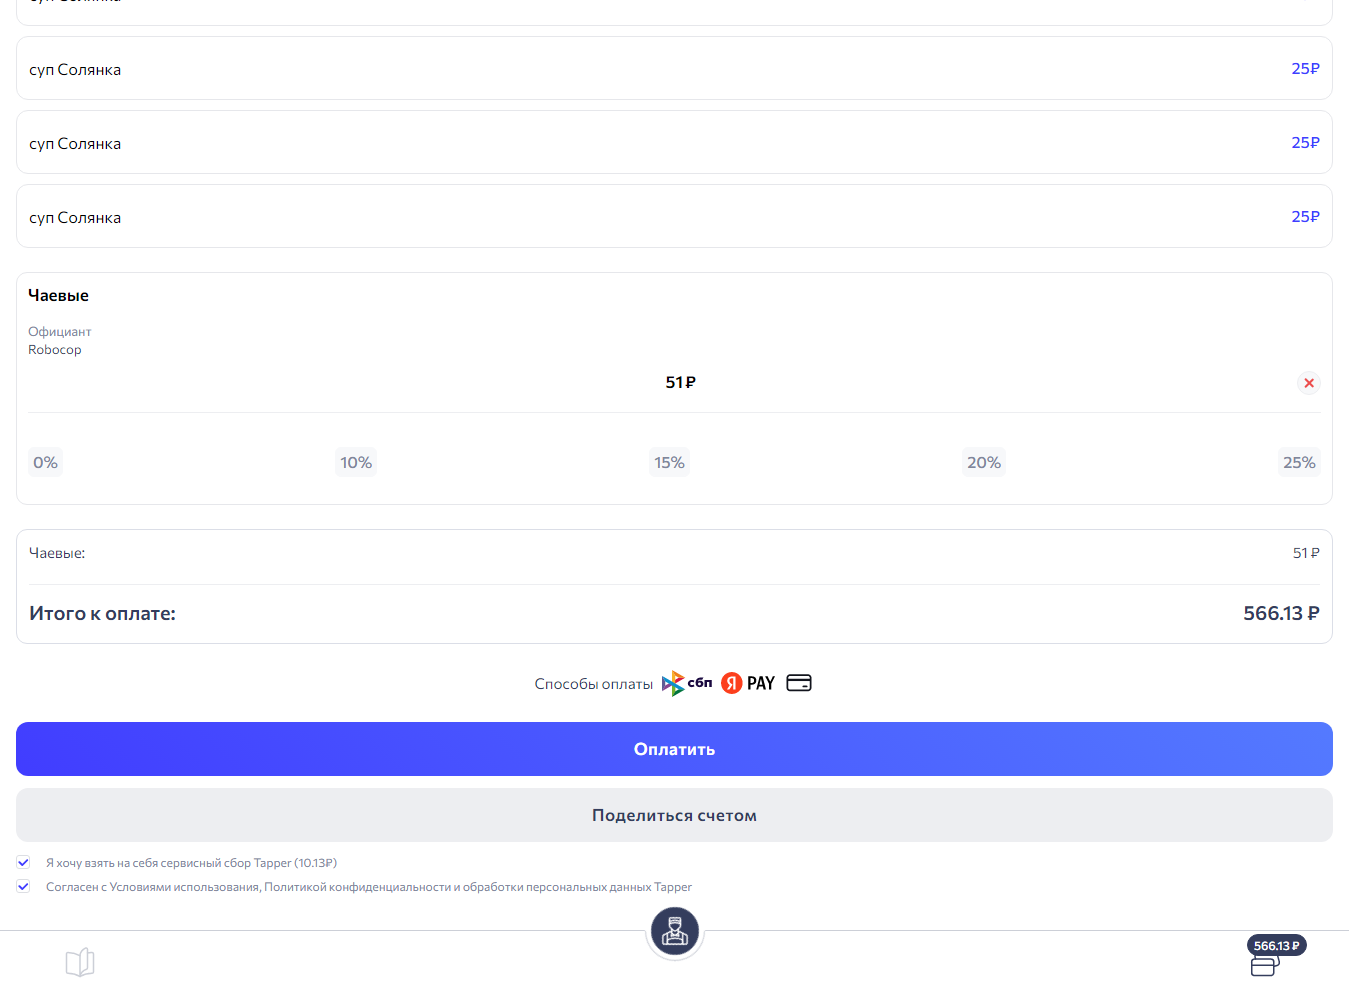 суп Солянка
суп Солянка 25₽
суп Солянка 25₽
суп Солянка 25₽
Чаевые
Официант
Robocop
51 ₽
0% 10% 15% 20% 25%
Чаевые: 51 ₽
Итого к оплате: 566.13 ₽
Способы оплаты сбп Я PAY
Оплатить
Поделиться счетом
Я хочу взять на себя сервисный сбор Tapper (10.13₽)
Согласен с Условиями использования, Политикой конфиденциальности и обработки персональных данных Tapper
566.13 ₽